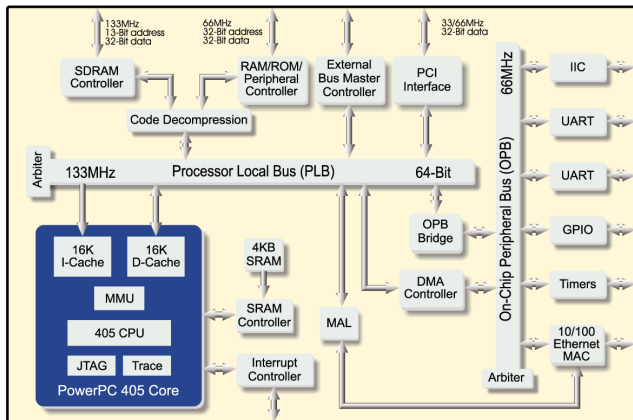 133MHz
13-Bit address
32-Bit data
66MHz
32-Bit address
32-Bit data
33/66MHz
32-Bit data
SDRAM
Controller
RAM/ROM/
Peripheral
Controller
External
Bus Master
Controller
PCI
Interface
Code Decompression
Arbiter
133MHz
Processor Local Bus (PLB)
64-Bit
66MHz
On-Chip Peripheral Bus (OPB)
Arbiter
IIC
UART
UART
GPIO
Timers
10/100
Ethernet
MAC
OPB
Bridge
DMA
Controller
MAL
4KB
SRAM
SRAM
Controller
Interrupt
Controller
16K
I-Cache
16K
D-Cache
MMU
405 CPU
JTAG
Trace
PowerPC 405 Core